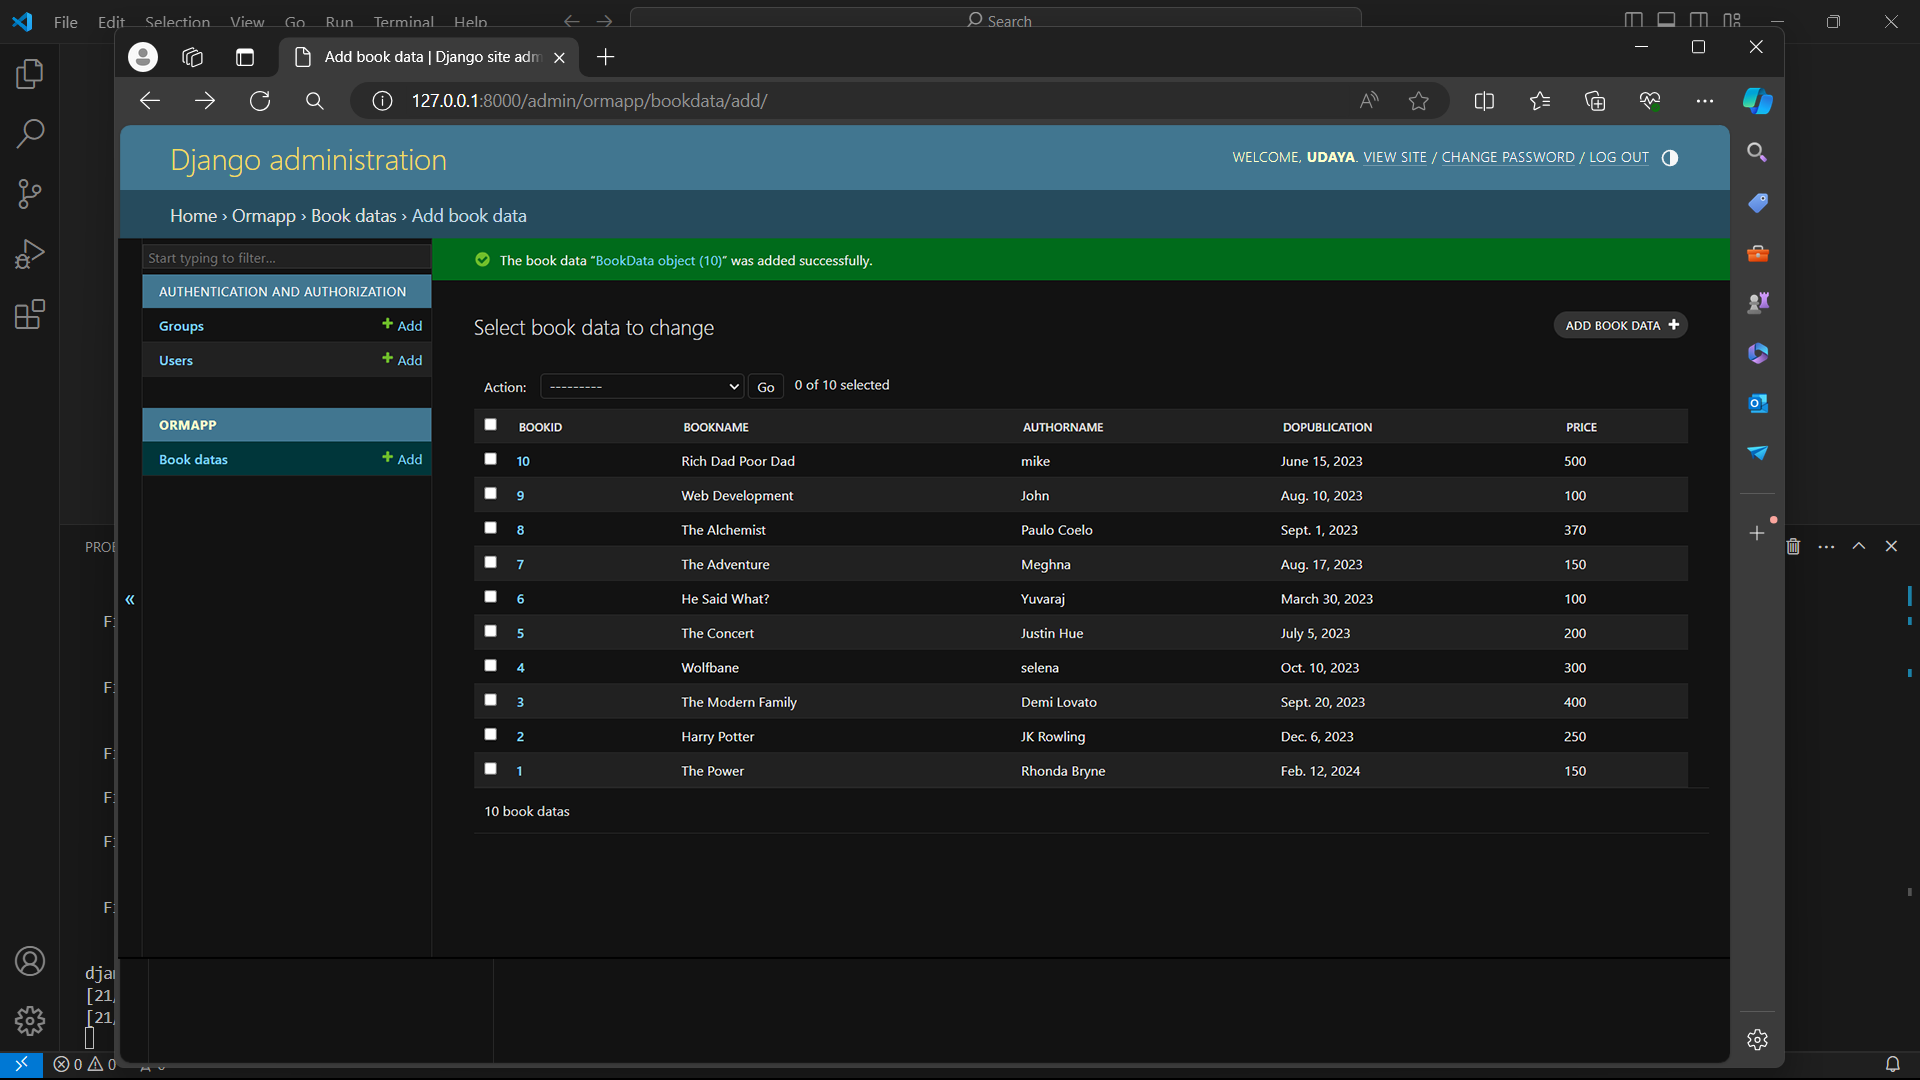 File Edit Selection View Go Run Terminal Help Search
Add book data | Django site adm
127.0.0.1:8000/admin/ormapp/bookdata/add/
Django administration
WELCOME, UDAYA. VIEW SITE / CHANGE PASSWORD / LOG OUT
Home › Ormapp › Book datas › Add book data
Start typing to filter...
The book data “BookData object (10)” was added successfully.
AUTHENTICATION AND AUTHORIZATION
Groups + Add
Users + Add
ORMAPP
Book datas + Add
«
Select book data to change
ADD BOOK DATA +
Action: --------- Go 0 of 10 selected
BOOKID BOOKNAME AUTHORNAME DOPUBLICATION PRICE
10 Rich Dad Poor Dad mike June 15, 2023 500
9 Web Development John Aug. 10, 2023 100
8 The Alchemist Paulo Coelo Sept. 1, 2023 370
7 The Adventure Meghna Aug. 17, 2023 150
6 He Said What? Yuvaraj March 30, 2023 100
5 The Concert Justin Hue July 5, 2023 200
4 Wolfbane selena Oct. 10, 2023 300
3 The Modern Family Demi Lovato Sept. 20, 2023 400
2 Harry Potter JK Rowling Dec. 6, 2023 250
1 The Power Rhonda Bryne Feb. 12, 2024 150
10 book datas
[21/
[21/
0 0